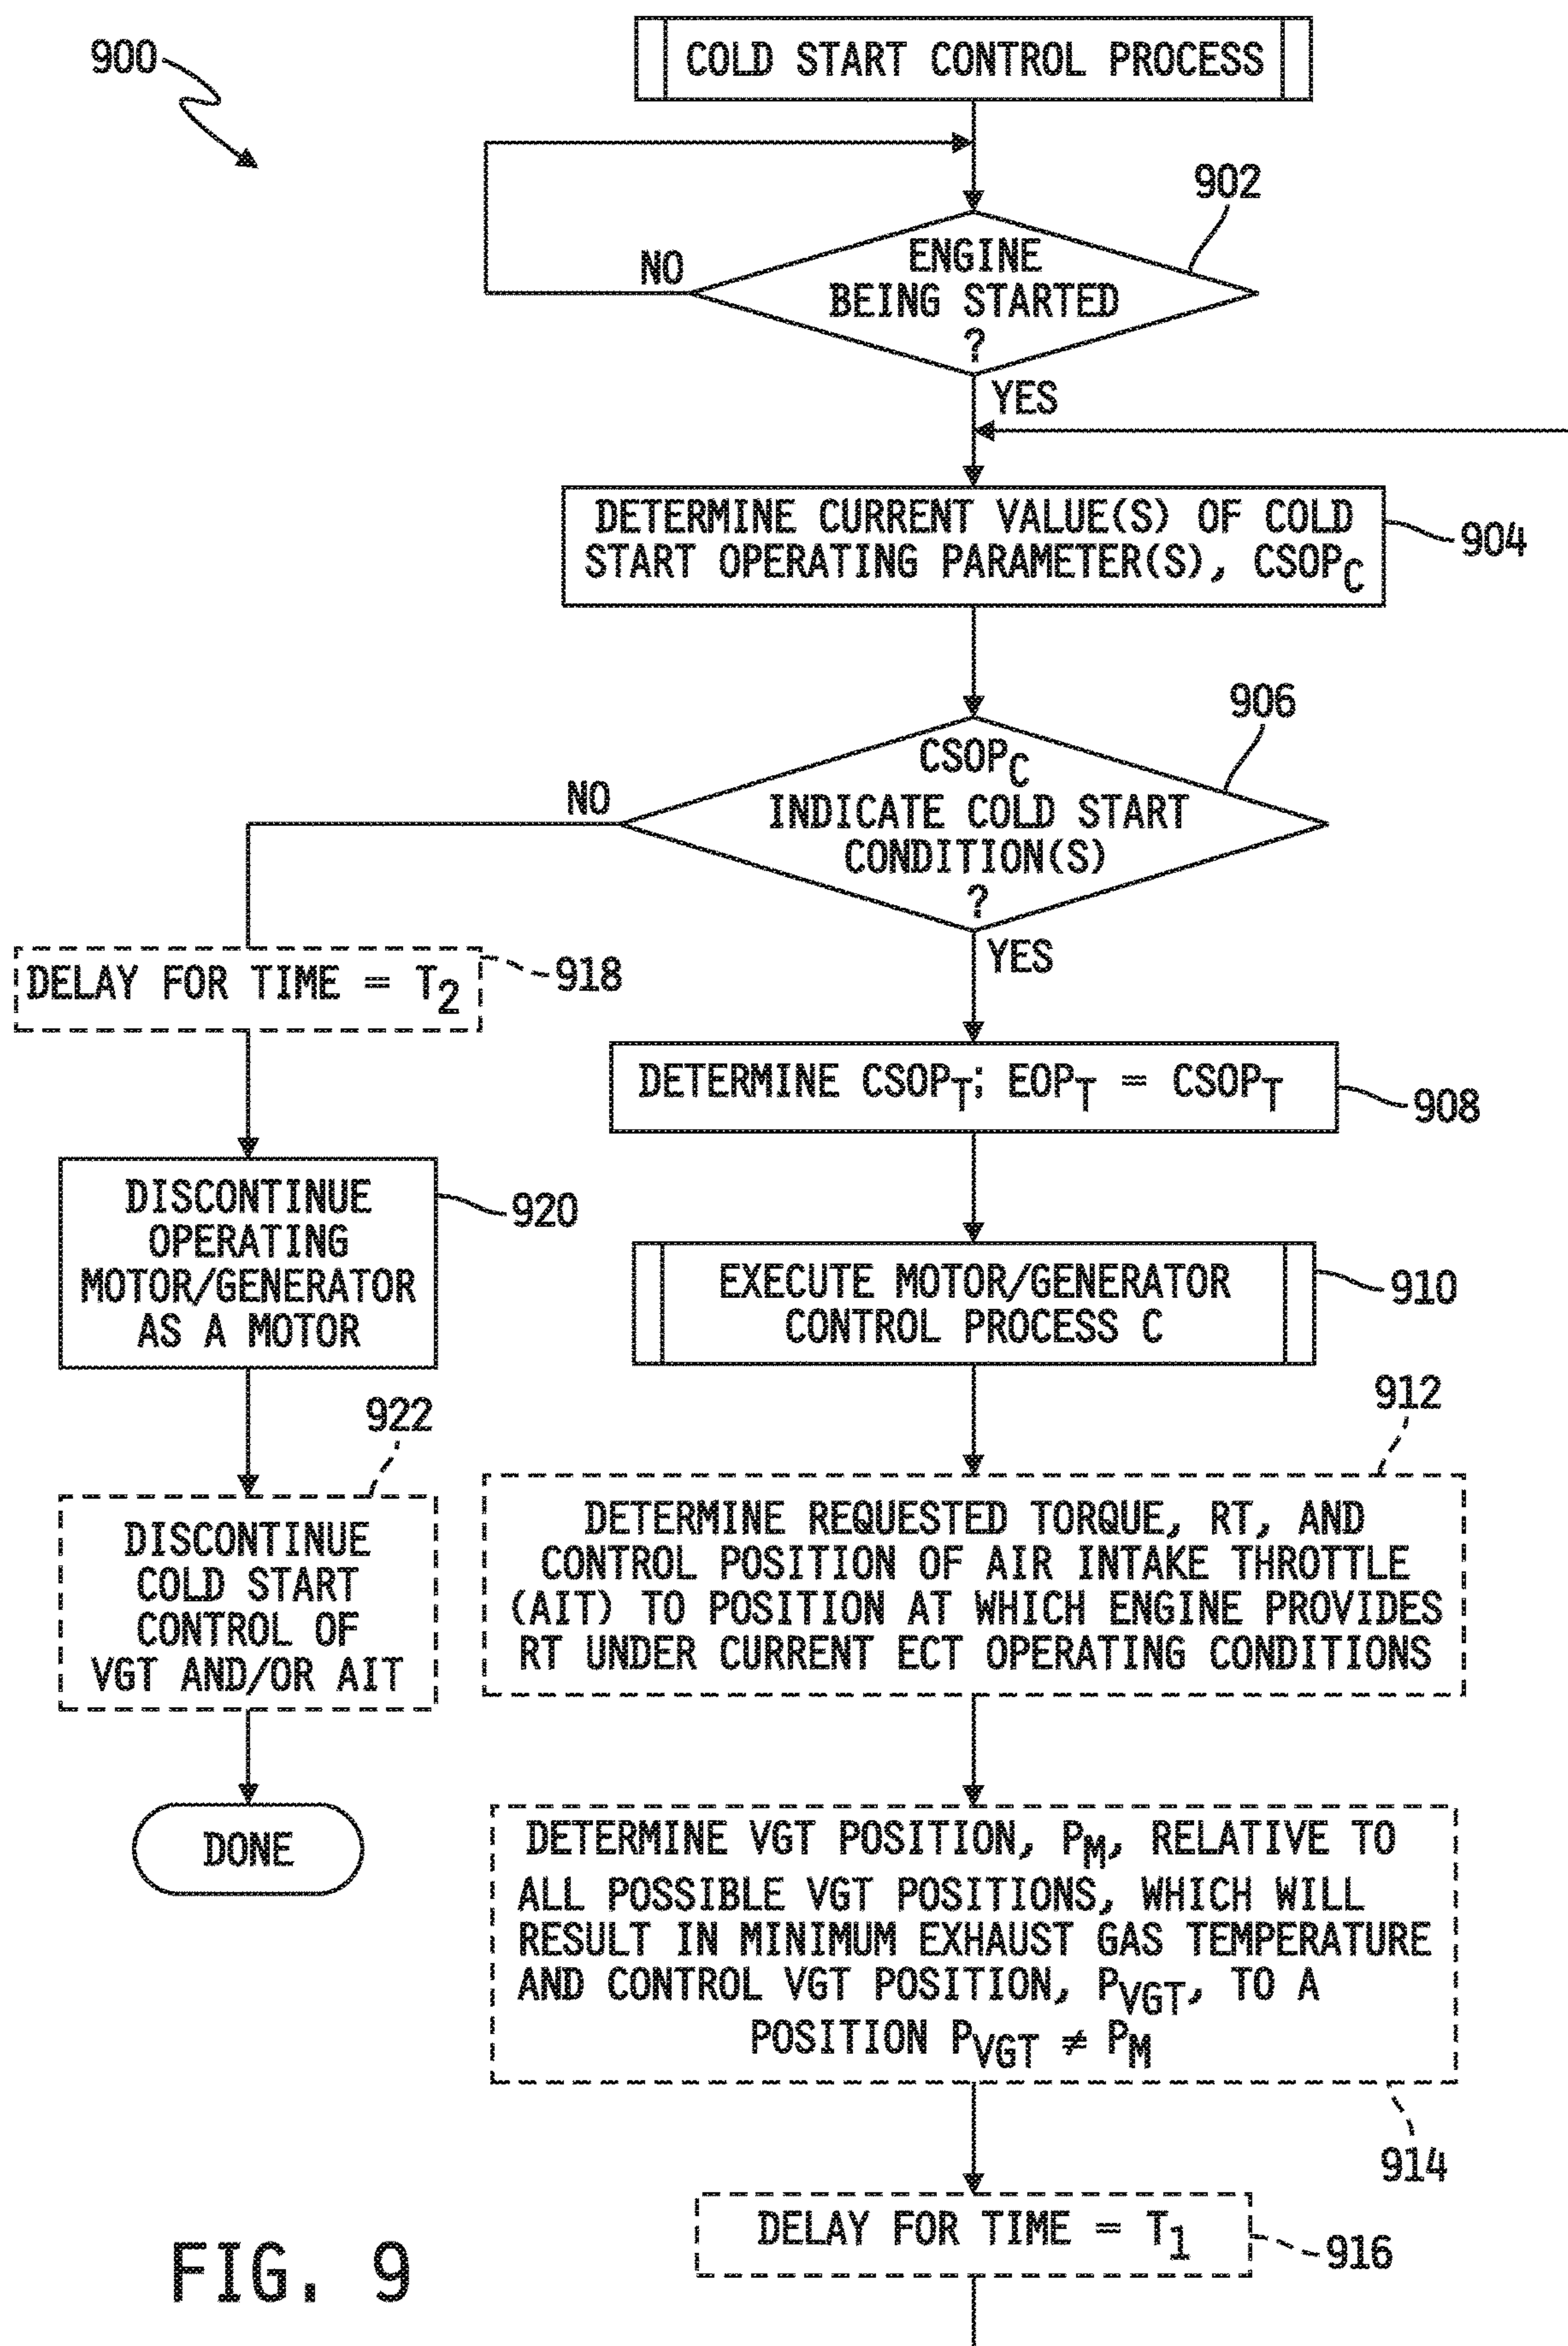 900
COLD START CONTROL PROCESS
902
ENGINE
BEING STARTED
?
NO
YES
DETERMINE CURRENT VALUE(S) OF COLD
START OPERATING PARAMETER(S), CSOPC
904
906
CSOPC
INDICATE COLD START
CONDITION(S)
?
NO
YES
DELAY FOR TIME = T2
918
DETERMINE CSOPT; EOPT = CSOPT
908
DISCONTINUE
OPERATING
MOTOR/GENERATOR
AS A MOTOR
920
EXECUTE MOTOR/GENERATOR
CONTROL PROCESS C
910
922
DISCONTINUE
COLD START
CONTROL OF
VGT AND/OR AIT
912
DETERMINE REQUESTED TORQUE, RT, AND
CONTROL POSITION OF AIR INTAKE THROTTLE
(AIT) TO POSITION AT WHICH ENGINE PROVIDES
RT UNDER CURRENT ECT OPERATING CONDITIONS
DONE
DETERMINE VGT POSITION, PM, RELATIVE TO
ALL POSSIBLE VGT POSITIONS, WHICH WILL
RESULT IN MINIMUM EXHAUST GAS TEMPERATURE
AND CONTROL VGT POSITION, PVGT, TO A
POSITION PVGT ≠ PM
914
DELAY FOR TIME = T1
916
FIG. 9